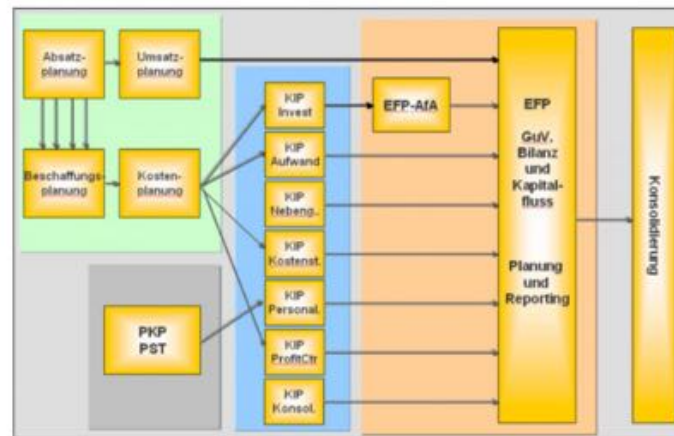 Absatz-
planung
Umsatz-
planung
Beschaffungs-
planung
Kosten-
planung
PKP
PST
KIP
Invest
KIP
Aufwand
KIP
Nebeng..
KIP
Kostenst.
KIP
Personal.
KIP
ProfitCtr
KIP
Konsol.
EFP-AfA
EFP
GuV.
Bilanz
und
Kapital-
fluss
Planung
und
Reporting
Konsolidierung